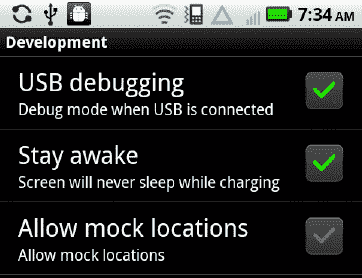 7:34 AM
Development
USB debugging
Debug mode when USB is connected
Stay awake
Screen will never sleep while charging
Allow mock locations
Allow mock locations